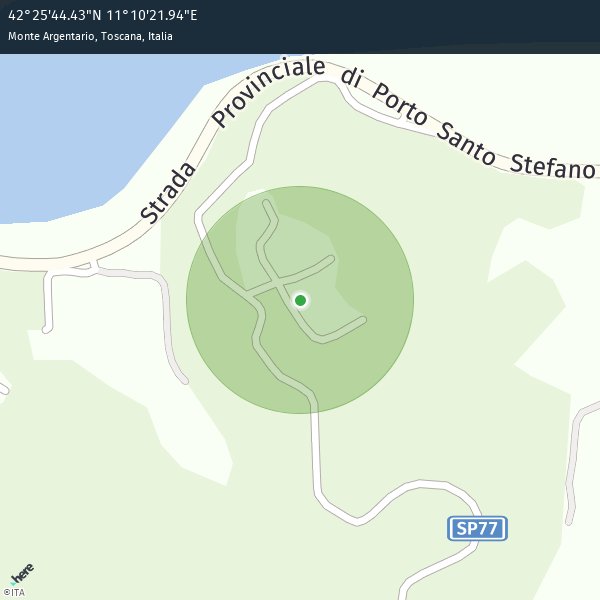 42°25'44.43"N 11°10'21.94"E
Monte Argentario, Toscana, Italia
Strada Provinciale di Porto Santo Stefano
SP77
here
©ITA